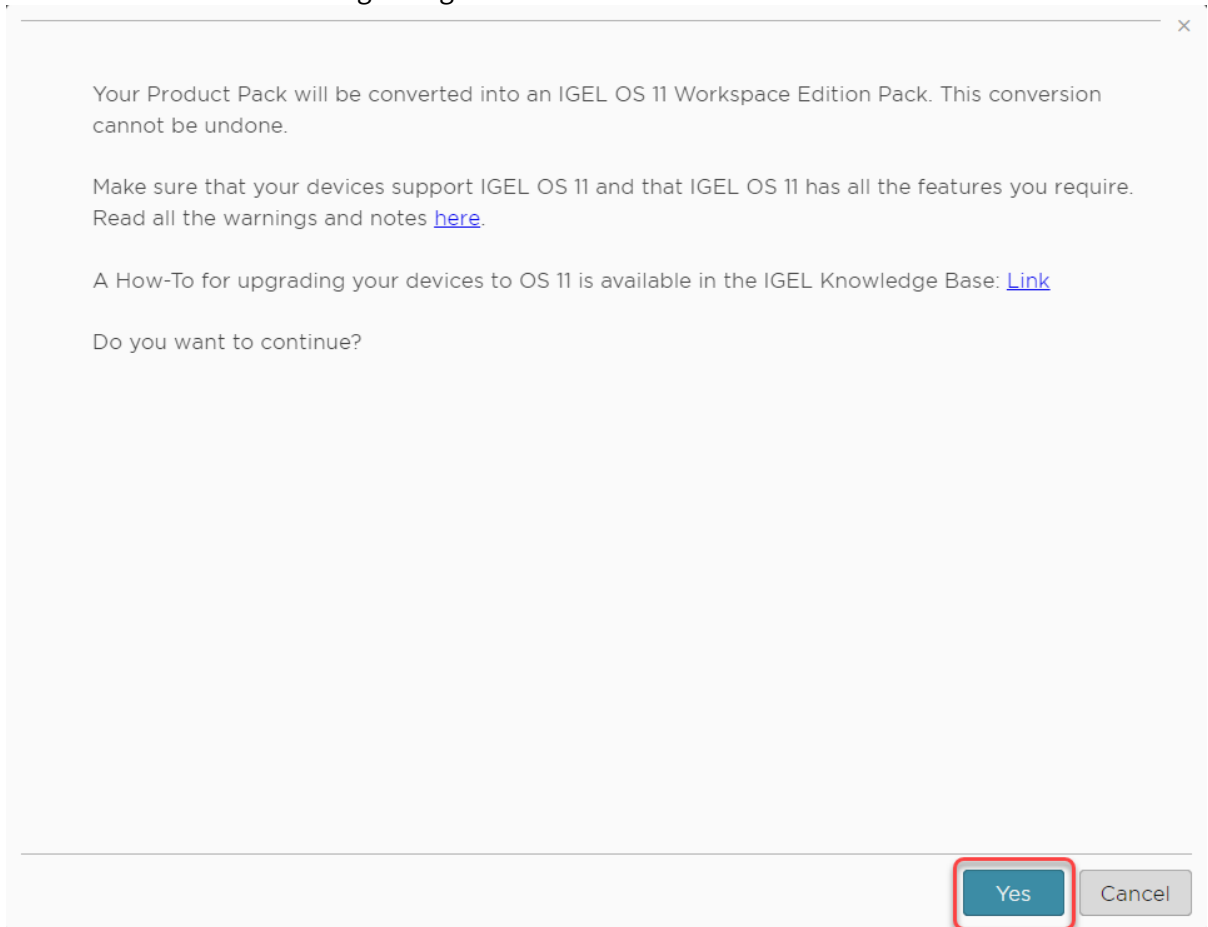 Your Product Pack will be converted into an IGEL OS 11 Workspace Edition Pack. This conversion
cannot be undone.
Make sure that your devices support IGEL OS 11 and that IGEL OS 11 has all the features you require.
Read all the warnings and notes here.
A How-To for upgrading your devices to OS 11 is available in the IGEL Knowledge Base: Link
Do you want to continue?
Yes Cancel